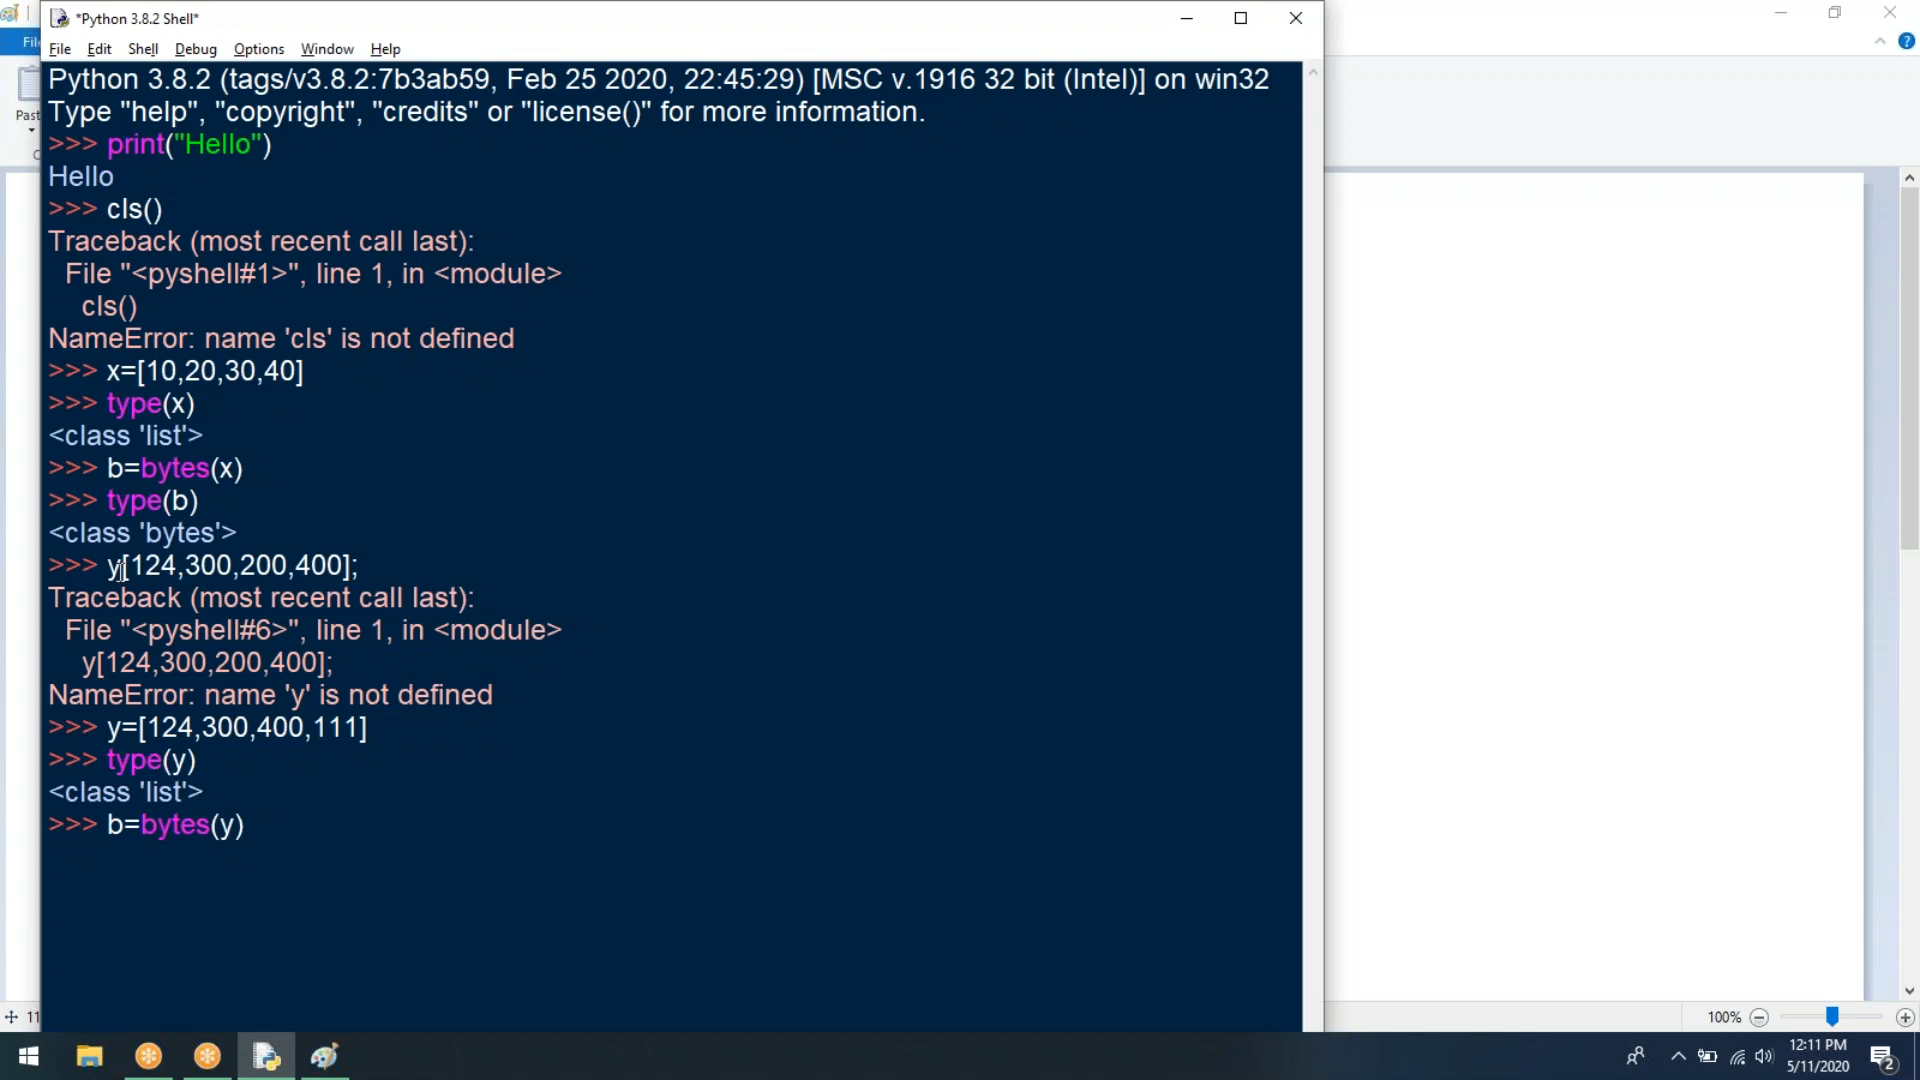 *Python 3.8.2 Shell*
File Edit Shell Debug Options Window Help
Python 3.8.2 (tags/v3.8.2:7b3ab59, Feb 25 2020, 22:45:29) [MSC v.1916 32 bit (Intel)] on win32
Type "help", "copyright", "credits" or "license()" for more information.
>>> print("Hello")
Hello
>>> cls()
Traceback (most recent call last):
  File "<pyshell#1>", line 1, in <module>
    cls()
NameError: name 'cls' is not defined
>>> x=[10,20,30,40]
>>> type(x)
<class 'list'>
>>> b=bytes(x)
>>> type(b)
<class 'bytes'>
>>> y[124,300,200,400];
Traceback (most recent call last):
  File "<pyshell#6>", line 1, in <module>
    y[124,300,200,400];
NameError: name 'y' is not defined
>>> y=[124,300,400,111]
>>> type(y)
<class 'list'>
>>> b=bytes(y)
100%
12:11 PM
5/11/2020
2